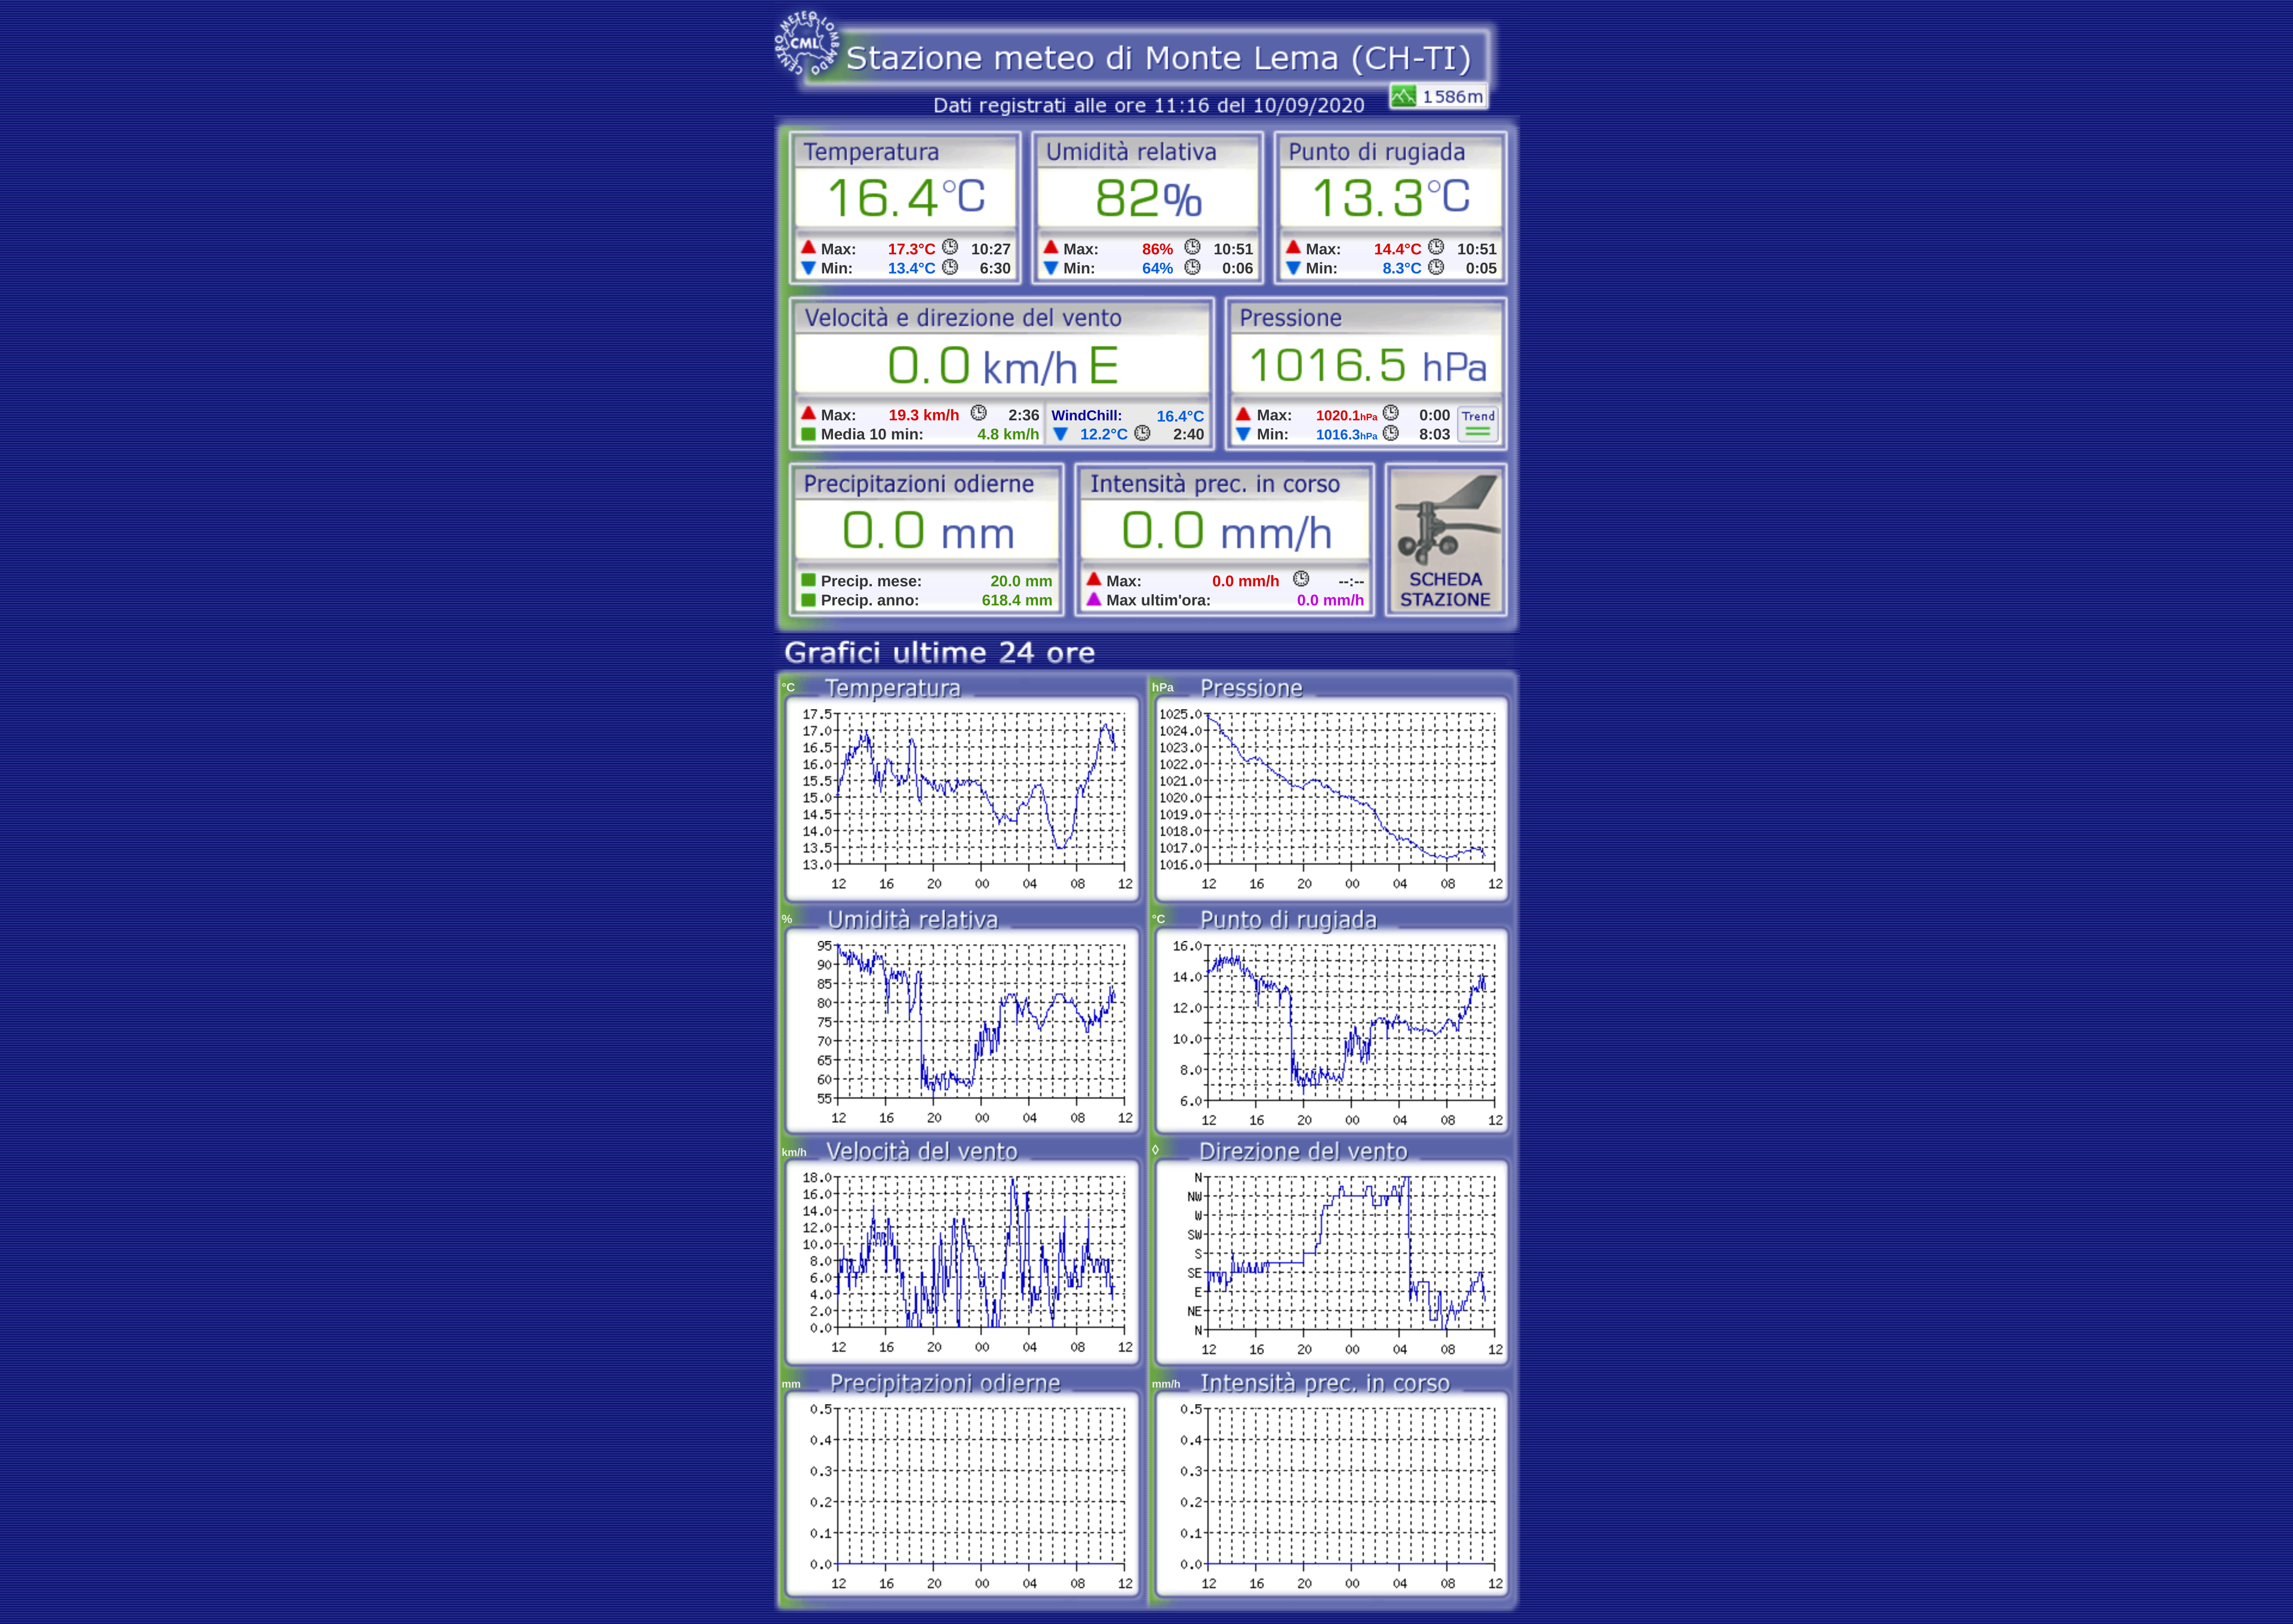 CENTRO METEO LOMBARDO
CML
Stazione meteo di Monte Lema (CH-TI)
Dati registrati alle ore 11:16 del 10/09/2020
1586m
Temperatura
16.4°C
Max: 17.3°C 10:27
Min: 13.4°C 6:30
Umidità relativa
82%
Max: 86% 10:51
Min: 64% 0:06
Punto di rugiada
13.3°C
Max: 14.4°C 10:51
Min: 8.3°C 0:05
Velocità e direzione del vento
0.0 km/h E
Max: 19.3 km/h 2:36
Media 10 min: 4.8 km/h
WindChill: 16.4°C
12.2°C 2:40
Pressione
1016.5 hPa
Max: 1020.1hPa 0:00
Min: 1016.3hPa 8:03
Trend
Precipitazioni odierne
0.0 mm
Precip. mese: 20.0 mm
Precip. anno: 618.4 mm
Intensità prec. in corso
0.0 mm/h
Max: 0.0 mm/h --:--
Max ultim'ora: 0.0 mm/h
SCHEDA
STAZIONE
Grafici ultime 24 ore
°C Temperatura
17.5
17.0
16.5
16.0
15.5
15.0
14.5
14.0
13.5
13.0
12 16 20 00 04 08 12
hPa Pressione
1025.0
1024.0
1023.0
1022.0
1021.0
1020.0
1019.0
1018.0
1017.0
1016.0
12 16 20 00 04 08 12
% Umidità relativa
95
90
85
80
75
70
65
60
55
12 16 20 00 04 08 12
°C Punto di rugiada
16.0
14.0
12.0
10.0
8.0
6.0
12 16 20 00 04 08 12
km/h Velocità del vento
18.0
16.0
14.0
12.0
10.0
8.0
6.0
4.0
2.0
0.0
12 16 20 00 04 08 12
◊ Direzione del vento
N
NW
W
SW
S
SE
E
NE
N
12 16 20 00 04 08 12
mm Precipitazioni odierne
0.5
0.4
0.3
0.2
0.1
0.0
12 16 20 00 04 08 12
mm/h Intensità prec. in corso
0.5
0.4
0.3
0.2
0.1
0.0
12 16 20 00 04 08 12